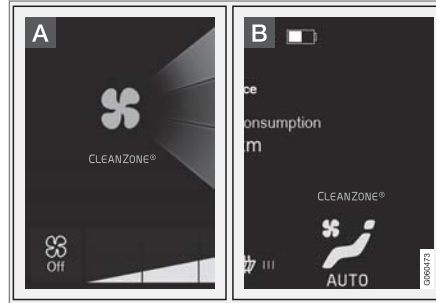 A
CLEANZONE®
Off
B
ce
onsumption
m
CLEANZONE®
AUTO
G060473